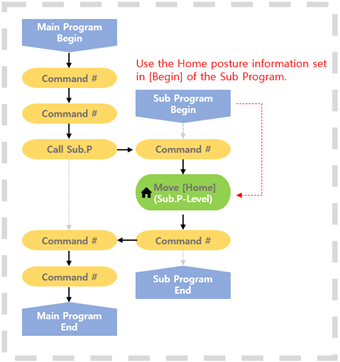 Main Program
Begin
Command #
Use the Home posture information set
in [Begin] of the Sub Program.
Command #
Sub Program
Begin
Call Sub.P
Command #
Move [Home]
(Sub.P-Level)
Command #
Command #
Command #
Sub Program
End
Main Program
End